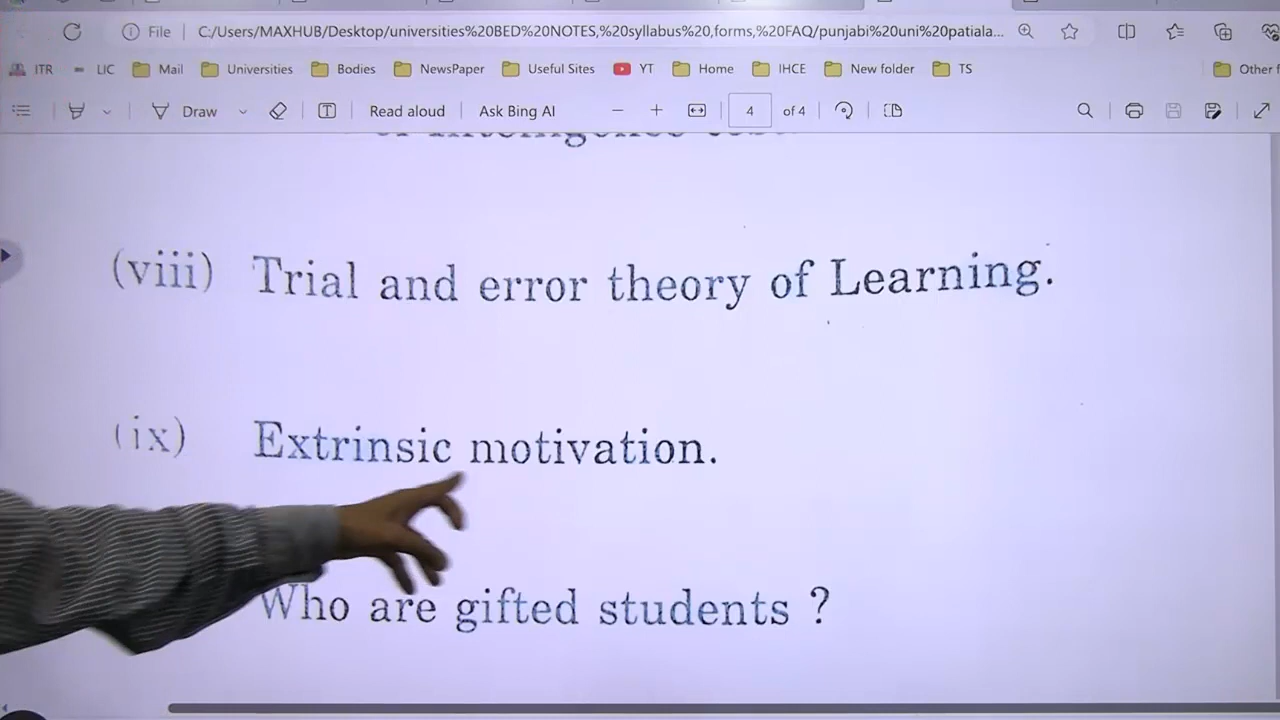 File C:/Users/MAXHUB/Desktop/universities%20BED%20NOTES,%20syllabus%20,forms,%20FAQ/punjabi%20uni%20patiala...
ITR LIC Mail Universities Bodies NewsPaper Useful Sites YT Home IHCE New folder TS Other f
Draw Read aloud Ask Bing AI 4 of 4
(viii) Trial and error theory of Learning.
(ix) Extrinsic motivation.
Who are gifted students ?